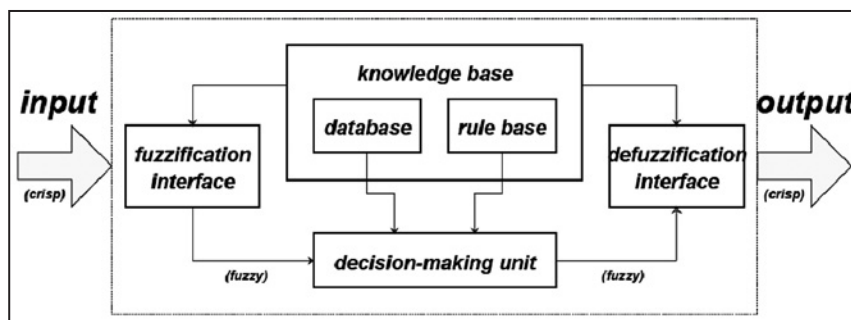 input
(crisp)
fuzzification
interface
knowledge base
database
rule base
decision-making unit
(fuzzy)
(fuzzy)
defuzzification
interface
output
(crisp)